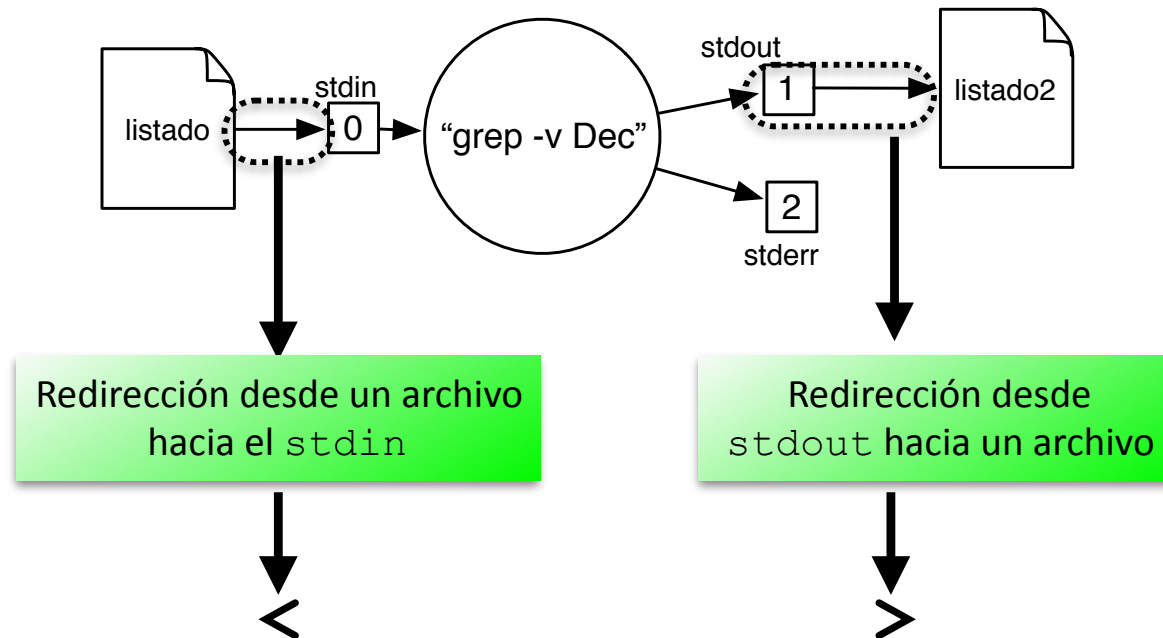 listado
stdin
0
“grep -v Dec”
stdout
1
listado2
2
stderr
Redirección desde un archivo
hacia el stdin
Redirección desde
stdout hacia un archivo
<
>